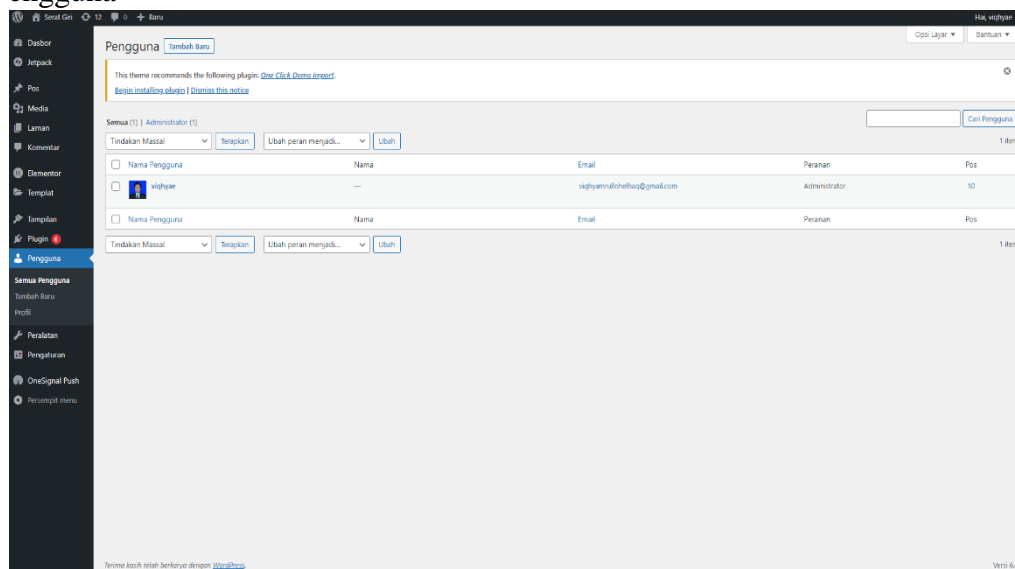 Serat Giri 12 0 + Baru Hai, viqhyae
Dasbor
Jetpack
Pos
Media
Laman
Komentar
Elementor
Templat
Tampilan
Plugin
Pengguna
Semua Pengguna
Tambah Baru
Profil
Peralatan
Pengaturan
OneSignal Push
Persempit menu
Opsi Layar Bantuan
Pengguna Tambah Baru
This theme recommends the following plugin: One Click Demo Import.
Begin installing plugin | Dismiss this notice
Semua (1) | Administrator (1)
Cari Pengguna
Tindakan Massal Terapkan Ubah peran menjadi... Ubah
Nama Pengguna Nama Email Peranan Pos
viqhyae — Administrator 10
Nama Pengguna Nama Email Peranan Pos
Tindakan Massal Terapkan Ubah peran menjadi... Ubah
Terima kasih telah berkarya dengan WordPress.
Versi